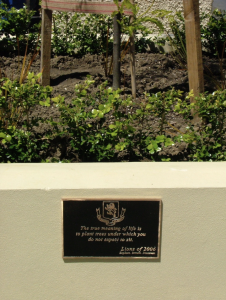 The true meaning of life is
to plant trees under which you
do not expect to sit.
Lions of 2006